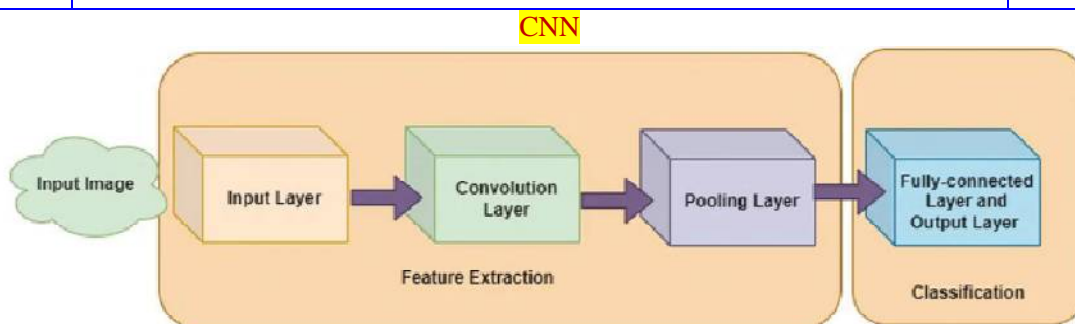 CNN
Input Image
Input Layer
Convolution
Layer
Pooling Layer
Fully-connected
Layer and
Output Layer
Feature Extraction
Classification